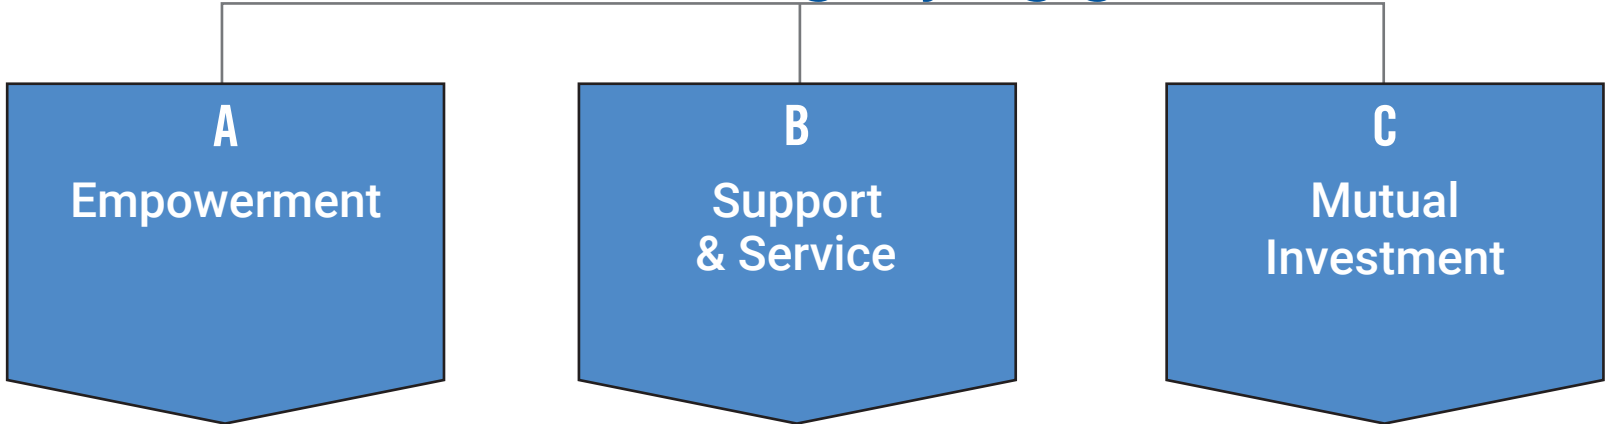 A
Empowerment
B
Support
& Service
C
Mutual
Investment